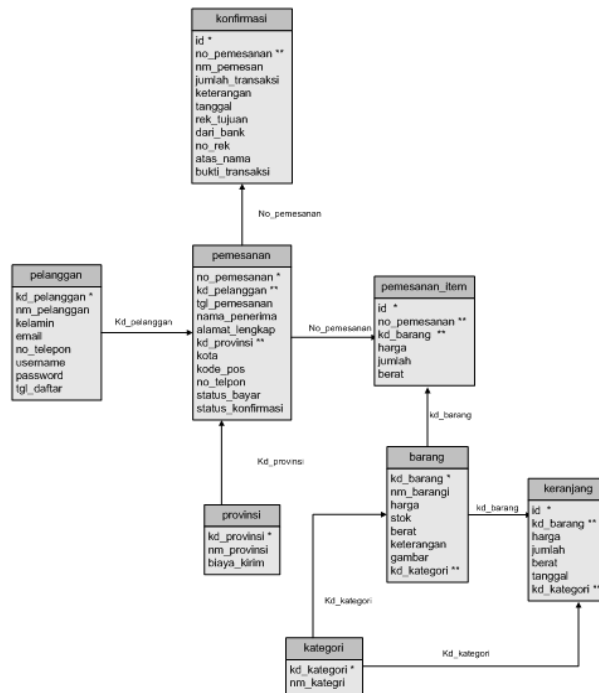 konfirmasi
id *
no_pemesanan **
nm_pemesan
jumlah_transaksi
keterangan
tanggal
rek_tujuan
dari_bank
no_rek
atas_nama
bukti_transaksi
No_pemesanan
pelanggan
kd_pelanggan *
nm_pelanggan
kelamin
email
no_telepon
username
password
tgl_daftar
Kd_pelanggan
pemesanan
no_pemesanan *
kd_pelanggan **
tgl_pemesanan
nama_penerima
alamat_lengkap
kd_provinsi **
kota
kode_pos
no_telpon
status_bayar
status_konfirmasi
No_pemesanan
pemesanan_item
id *
no_pemesanan **
kd_barang **
harga
jumlah
berat
kd_barang
Kd_provinsi
provinsi
kd_provinsi *
nm_provinsi
biaya_kirim
barang
kd_barang *
nm_barangi
harga
stok
berat
keterangan
gambar
kd_kategori **
kd_barang
keranjang
id *
kd_barang **
harga
jumlah
berat
tanggal
kd_kategori **
Kd_kategori
Kd_kategori
kategori
kd_kategori *
nm_kategri